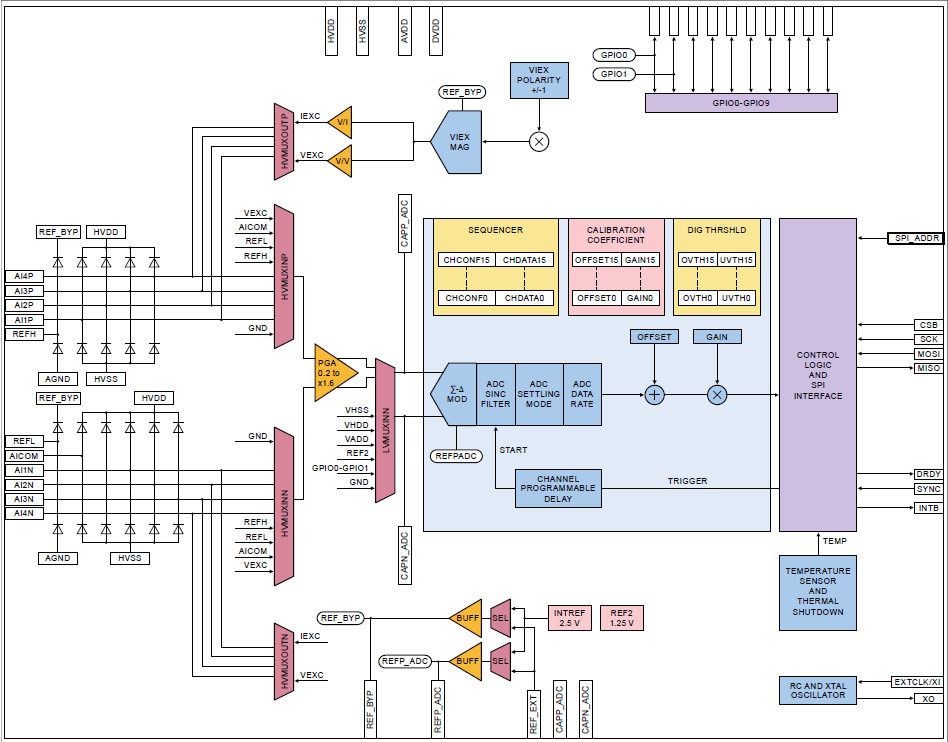 HVDD
HVSS
AVDD
DVDD
GPIO0
GPIO1
GPIO0-GPIO9
VIEX
POLARITY
+/-1
REF_BYP
VIEX
MAG
HVMUXOUTP
IEXC
V/I
VEXC
V/V
CAPP_ADC
VEXC
AICOM
REFL
REFH
GND
HVMUXINP
REF_BYP
HVDD
AI4P
AI3P
AI2P
AI1P
REFH
AGND
HVSS
REF_BYP
HVDD
REFL
AICOM
AI1N
AI2N
AI3N
AI4N
AGND
HVSS
PGA
0.2 to
x1.6
GND
REFH
REFL
AICOM
VEXC
HVMUXINN
VHSS
VHDD
VADD
REF2
GPIO0-GPIO1
GND
LVMUXINN
CAPN_ADC
SEQUENCER
CHCONF15 CHDATA15
CHCONF0 CHDATA0
CALIBRATION
COEFFICIENT
OFFSET15 GAIN15
OFFSET0 GAIN0
DIG THRSHLD
OVTH15 UVTH15
OVTH0 UVTH0
OFFSET
GAIN
Σ-Δ
MOD
ADC
SINC
FILTER
ADC
SETTLING
MODE
ADC
DATA
RATE
REFPADC
START
CHANNEL
PROGRAMMABLE
DELAY
TRIGGER
CONTROL
LOGIC
AND
SPI
INTERFACE
SPI_ADDR
CSB
SCK
MOSI
MISO
DRDY
SYNC
INTB
TEMP
TEMPERATURE
SENSOR
AND
THERMAL
SHUTDOWN
RC AND XTAL
OSCILLATOR
EXTCLK/XI
XO
HVMUXOUTN
IEXC
VEXC
REF_BYP
BUFF
SEL
INTREF
2.5 V
REF2
1.25 V
REFP_ADC
BUFF
SEL
REF_BYP
REFP_ADC
REF_EXT
CAPP_ADC
CAPN_ADC